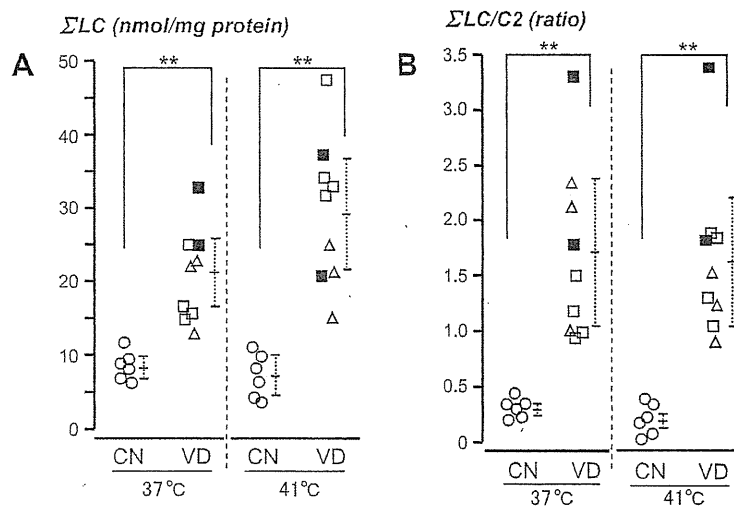 ΣLC (nmol/mg protein)
A
50
40
30
20
10
0
**
**
CN
VD
CN
VD
37°C
41°C
ΣLC/C2 (ratio)
B
3.5
3.0
2.5
2.0
1.5
1.0
0.5
0
**
**
CN
VD
CN
VD
37°C
41°C